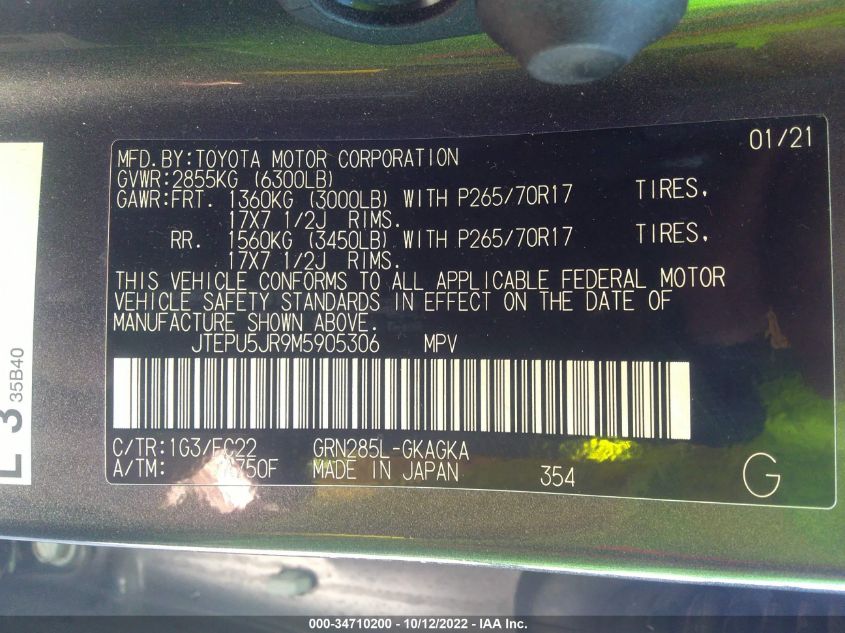 01/21
MFD.BY:TOYOTA MOTOR CORPORATION
GVWR:2855KG (6300LB)
GAWR:FRT. 1360KG (3000LB) WITH P265/70R17 TIRES,
17X7 1/2J RIMS.
RR. 1560KG (3450LB) WITH P265/70R17 TIRES,
17X7 1/2J RIMS.
THIS VEHICLE CONFORMS TO ALL APPLICABLE FEDERAL MOTOR
VEHICLE SAFETY STANDARDS IN EFFECT ON THE DATE OF
MANUFACTURE SHOWN ABOVE.
JTEPU5JR9M5905306 MPV
C/TR:1G3/FC22 GRN285L-GKAGKA
A/TM: 750F MADE IN JAPAN 354 G
L 3
35B40
000-34710200 - 10/12/2022 - IAA Inc.